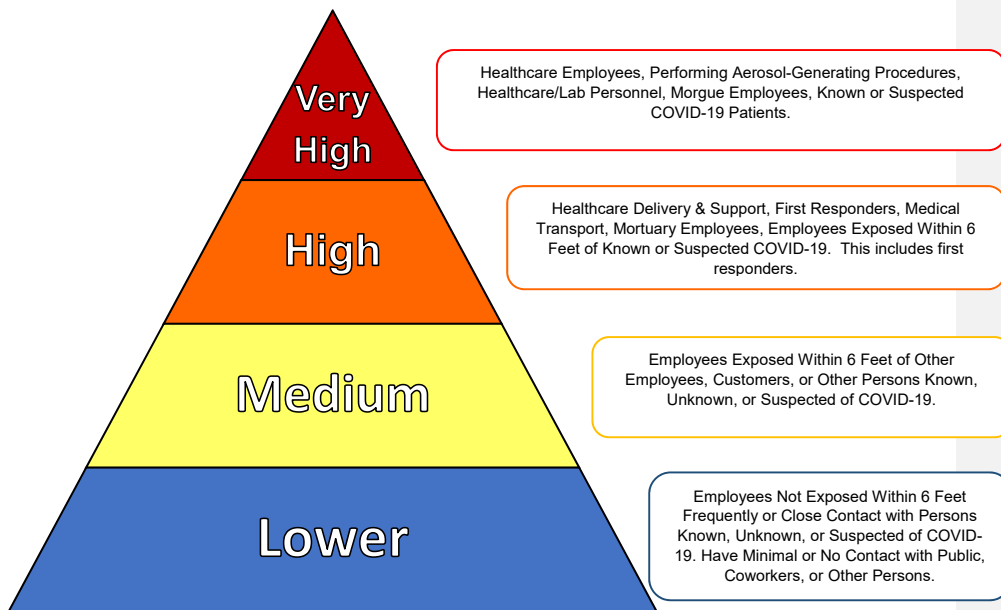 Very
High
Healthcare Employees, Performing Aerosol-Generating Procedures,
Healthcare/Lab Personnel, Morgue Employees, Known or Suspected
COVID-19 Patients.
High
Healthcare Delivery & Support, First Responders, Medical
Transport, Mortuary Employees, Employees Exposed Within 6
Feet of Known or Suspected COVID-19.  This includes first
responders.
Medium
Employees Exposed Within 6 Feet of Other
Employees, Customers, or Other Persons Known,
Unknown, or Suspected of COVID-19.
Lower
Employees Not Exposed Within 6 Feet
Frequently or Close Contact with Persons
Known, Unknown, or Suspected of COVID-
19. Have Minimal or No Contact with Public,
Coworkers, or Other Persons.